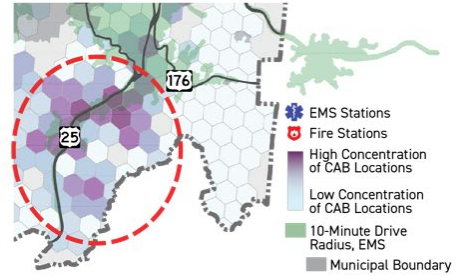 176
25
EMS Stations
Fire Stations
High Concentration
of CAB Locations
Low Concentration
of CAB Locations
10-Minute Drive
Radius, EMS
Municipal Boundary